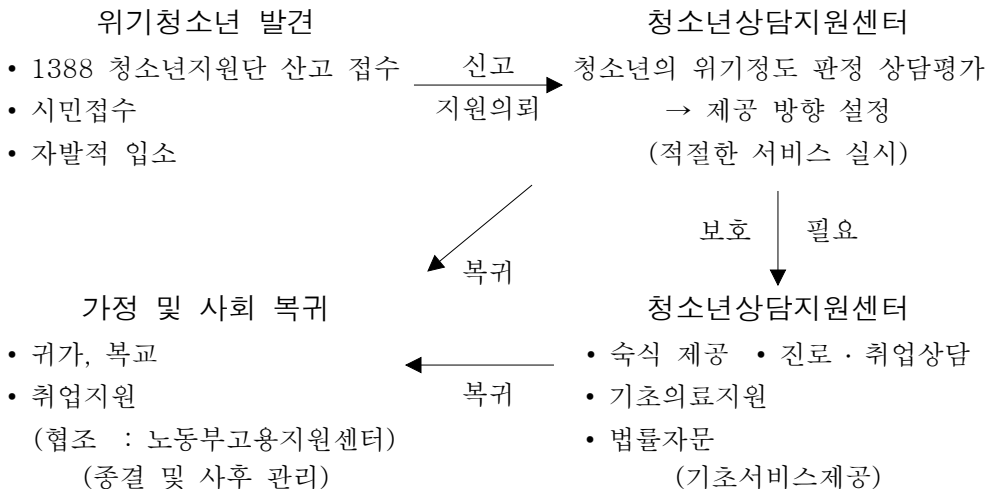 위기청소년 발견
• 1388 청소년지원단 산고 접수
• 시민접수
• 자발적 입소
신고
지원의뢰
청소년상담지원센터
청소년의 위기정도 판정 상담평가
→ 제공 방향 설정
(적절한 서비스 실시)
보호 필요
복귀
가정 및 사회 복귀
• 귀가, 복교
• 취업지원
(협조 : 노동부고용지원센터)
(종결 및 사후 관리)
복귀
청소년상담지원센터
• 숙식 제공 • 진로 · 취업상담
• 기초의료지원
• 법률자문
(기초서비스제공)